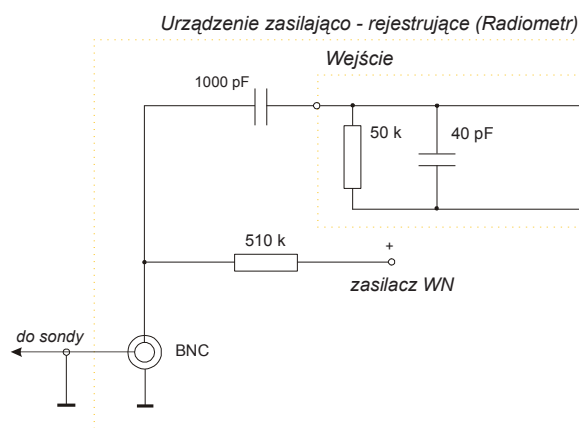 Urządzenie zasilająco - rejestrujące (Radiometr)
Wejście
1000 pF
50 k
40 pF
510 k
+
zasilacz WN
do sondy
BNC